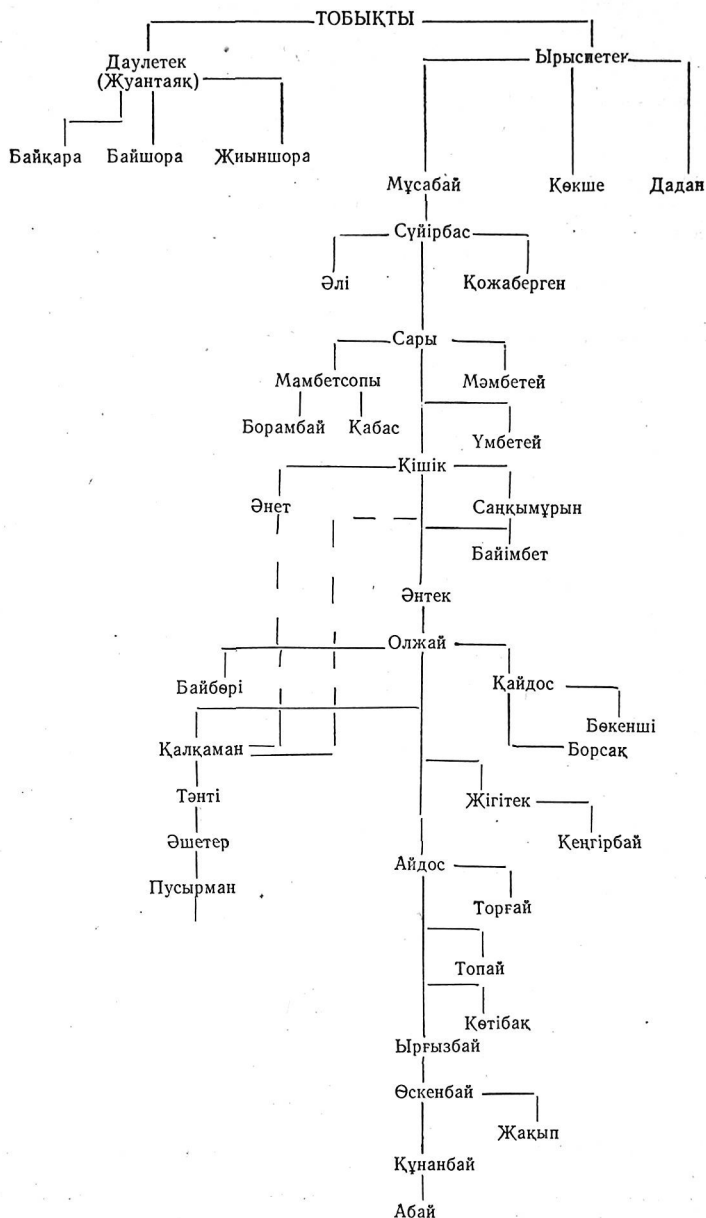 ТОБЫҚТЫ
Даулетек
(Жуантаяқ)
Ырыспетек
Байқара Байшора Жиыншора
Мұсабай Көкше Дадан
Сүйірбас
Әлі Қожаберген
Сары
Мамбетсопы Мәмбетей
Борамбай Қабас
Үмбетей
Кішік
Әнет Саңқымұрын
Байімбет
Әнтек
Олжай
Байбөрі Қайдос
Бөкенші
Қалқаман Борсақ
Тәнті Жігітек
Әшетер Кеңгірбай
Айдос
Пусырман
Торғай
Топай
Көтібақ
Ырғызбай
Өскенбай
Жақып
Құнанбай
Абай